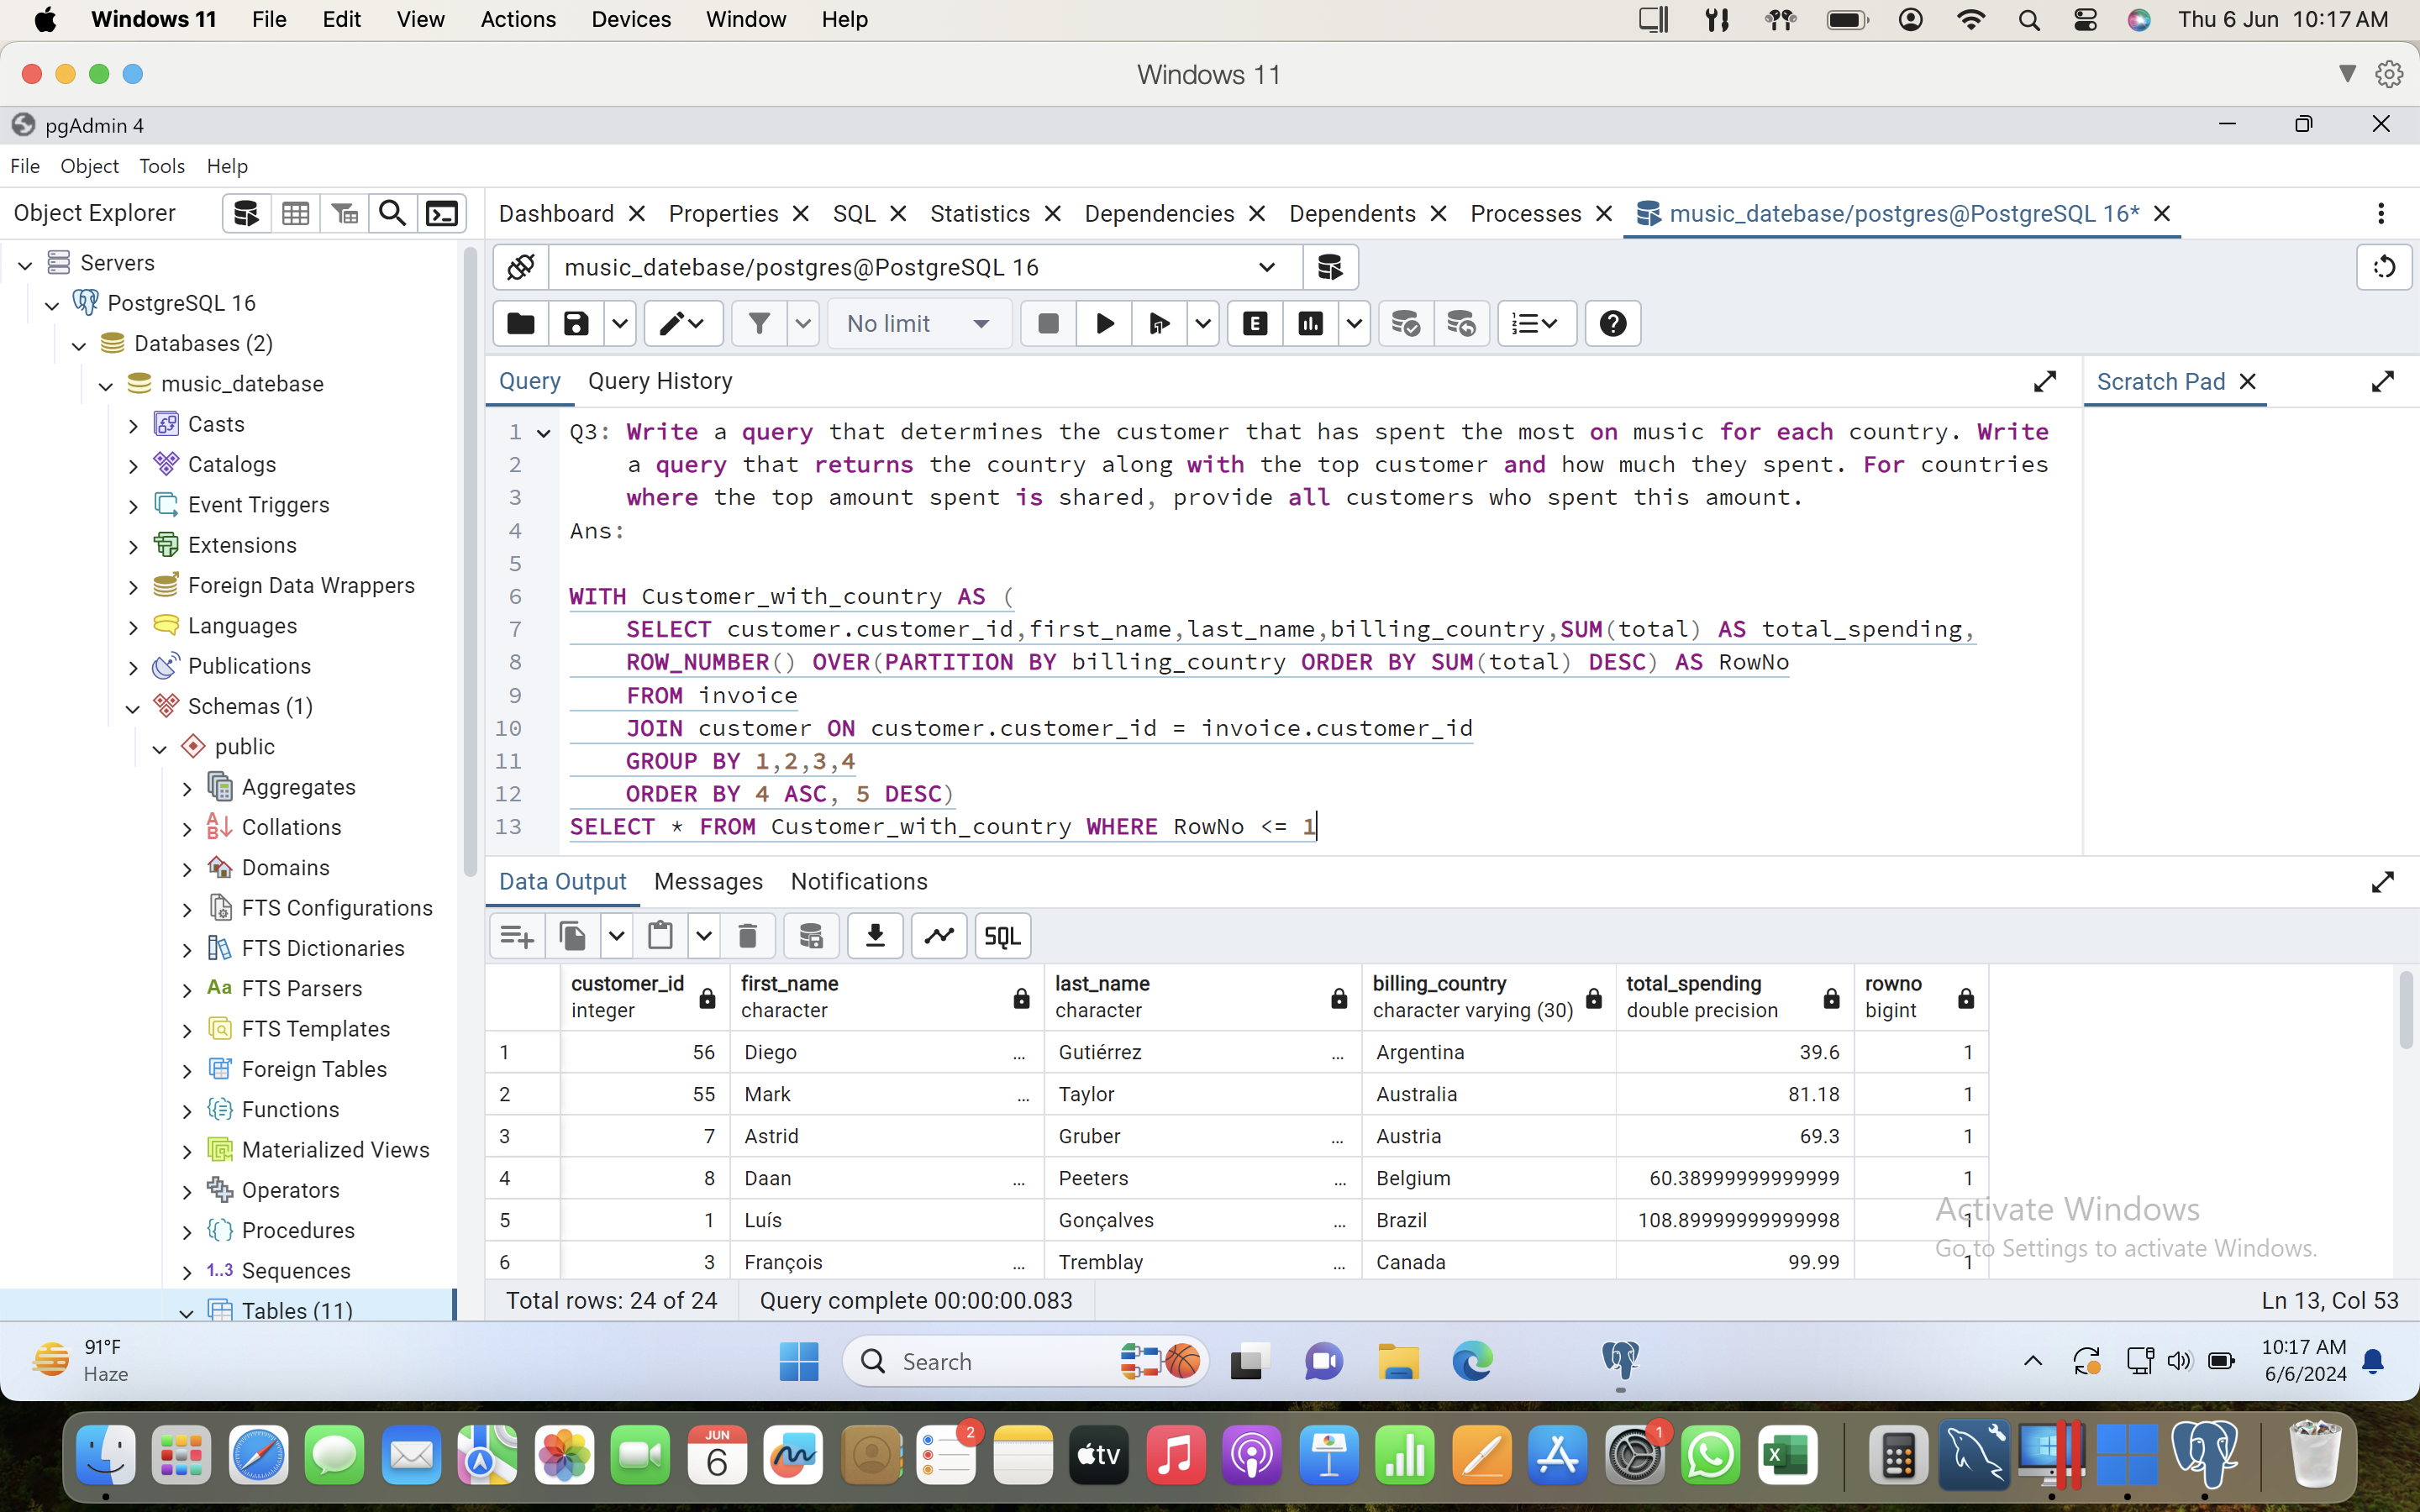 Windows 11 File Edit View Actions Devices Window Help Thu 6 Jun 10:17 AM
Windows 11
pgAdmin 4
File Object Tools Help
Object Explorer
Dashboard Properties SQL Statistics Dependencies Dependents Processes music_datebase/postgres@PostgreSQL 16*
music_datebase/postgres@PostgreSQL 16
No limit
E
Query Query History
Scratch Pad
Servers
PostgreSQL 16
Databases (2)
music_datebase
Casts
Catalogs
Event Triggers
Extensions
Foreign Data Wrappers
Languages
Publications
Schemas (1)
public
Aggregates
Collations
Domains
FTS Configurations
FTS Dictionaries
Aa FTS Parsers
FTS Templates
Foreign Tables
Functions
Materialized Views
Operators
Procedures
1..3 Sequences
Tables (11)
1 Q3: Write a query that determines the customer that has spent the most on music for each country. Write
2 a query that returns the country along with the top customer and how much they spent. For countries
3 where the top amount spent is shared, provide all customers who spent this amount.
4 Ans:
5
6 WITH Customer_with_country AS (
7 SELECT customer.customer_id,first_name,last_name,billing_country,SUM(total) AS total_spending,
8 ROW_NUMBER() OVER(PARTITION BY billing_country ORDER BY SUM(total) DESC) AS RowNo
9 FROM invoice
10 JOIN customer ON customer.customer_id = invoice.customer_id
11 GROUP BY 1,2,3,4
12 ORDER BY 4 ASC, 5 DESC)
13 SELECT * FROM Customer_with_country WHERE RowNo <= 1
Data Output Messages Notifications
SQL
customer_id first_name last_name billing_country total_spending rowno
integer character character character varying (30) double precision bigint
1 56 Diego ... Gutiérrez ... Argentina 39.6 1
2 55 Mark ... Taylor Australia 81.18 1
3 7 Astrid Gruber ... Austria 69.3 1
4 8 Daan ... Peeters ... Belgium 60.38999999999999 1
5 1 Luís Gonçalves ... Brazil 108.89999999999998 1
6 3 François ... Tremblay ... Canada 99.99 1
Activate Windows
Go to Settings to activate Windows.
Total rows: 24 of 24 Query complete 00:00:00.083 Ln 13, Col 53
91°F
Haze
Search
10:17 AM
6/6/2024
JUN
6
2
tv
1
X